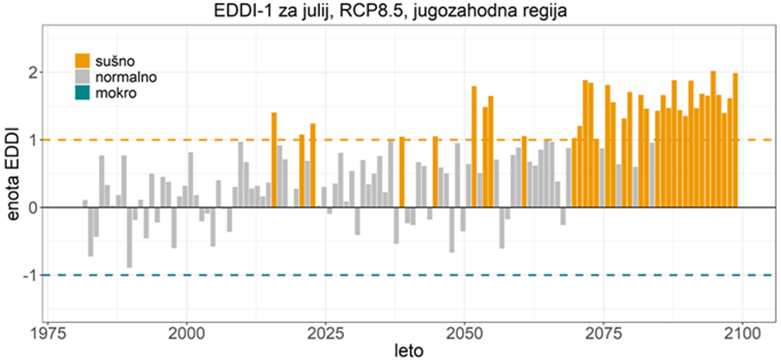 EDDI-1 za julij, RCP8.5, jugozahodna regija
enota EDDI
2
1
0
-1
sušno
normalno
mokro
1975
2000
2025
2050
2075
2100
leto